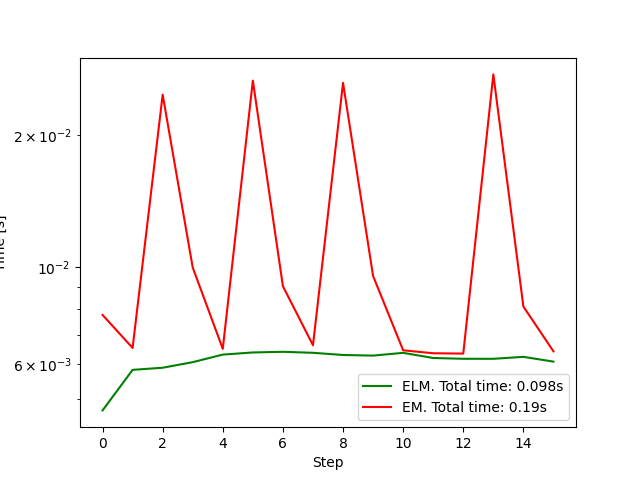 2 × 10⁻²
10⁻²
6 × 10⁻³
Time [s]
0 2 4 6 8 10 12 14
Step
ELM. Total time: 0.098s
EM. Total time: 0.19s